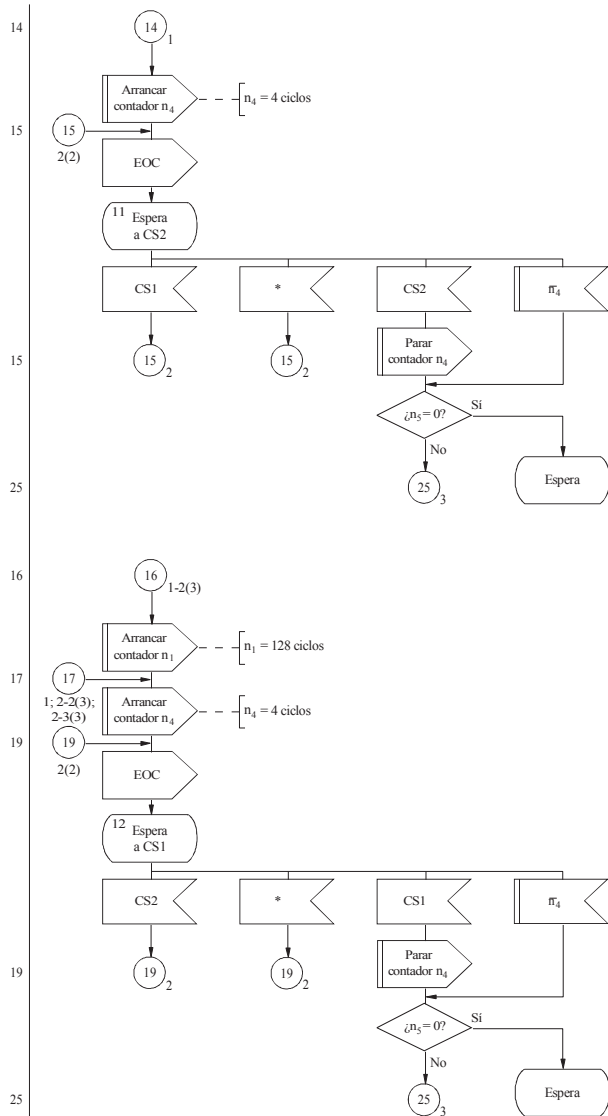 14
14
1
Arrancar
contador n4
n4 = 4 ciclos
15
15
2(2)
EOC
11
Espera
a CS2
CS1
*
CS2
n4
15
15
2
15
2
Parar
contador n4
¿n5 = 0?
Sí
No
25
25
3
Espera
16
16
1-2(3)
Arrancar
contador n1
n1 = 128 ciclos
17
17
1; 2-2(3);
2-3(3)
Arrancar
contador n4
n4 = 4 ciclos
19
19
2(2)
EOC
12
Espera
a CS1
CS2
*
CS1
n4
19
19
2
19
2
Parar
contador n4
¿n5 = 0?
Sí
No
25
25
3
Espera